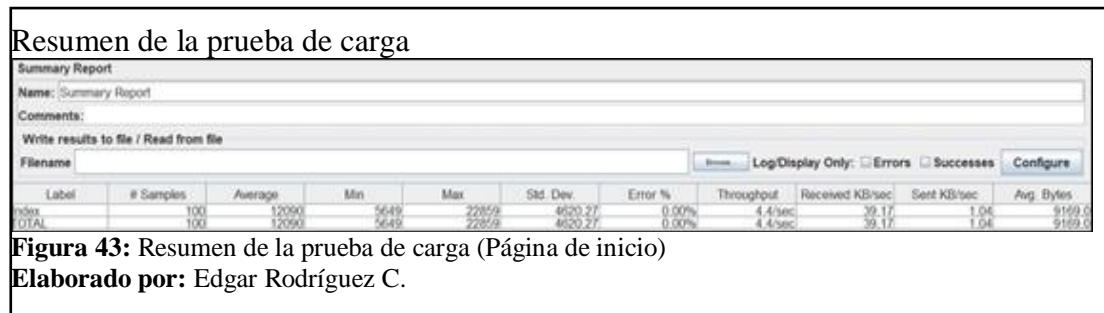 Resumen de la prueba de carga
Summary Report
Name: Summary Report
Comments:
Write results to file / Read from file
Filename Browse... Log/Display Only: Errors Successes Configure
Label # Samples Average Min Max Std. Dev. Error % Throughput Received KB/sec Sent KB/sec Avg. Bytes
Index 100 12090 5649 22859 4620.27 0.00% 4.4/sec 39.17 1.04 9169.0
TOTAL 100 12090 5649 22859 4620.27 0.00% 4.4/sec 39.17 1.04 9169.0
Figura 43: Resumen de la prueba de carga (Página de inicio)
Elaborado por: Edgar Rodríguez C.